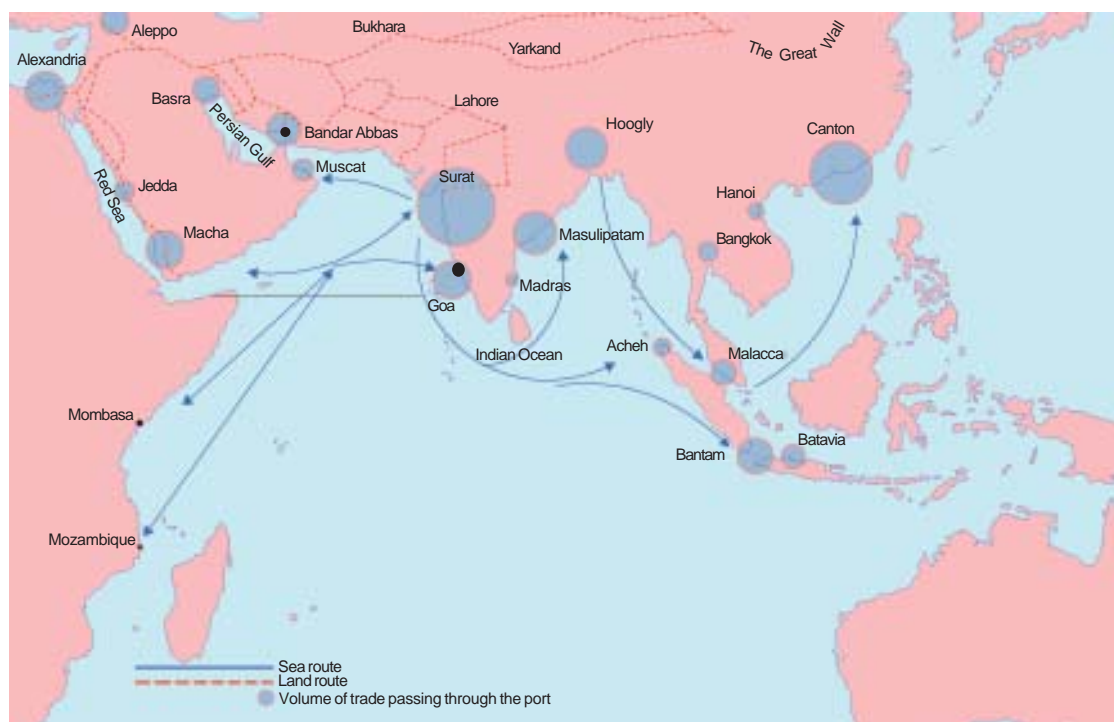 Bukhara
Aleppo
Yarkand
The Great Wall
Alexandria
Basra
Lahore
Persian Gulf
Bandar Abbas
Hoogly
Canton
Muscat
Surat
Jedda
Hanoi
Red Sea
Macha
Masulipatam
Bangkok
Goa
Madras
Indian Ocean
Acheh
Malacca
Mombasa
Bantam
Batavia
Mozambique
Sea route
Land route
Volume of trade passing through the port